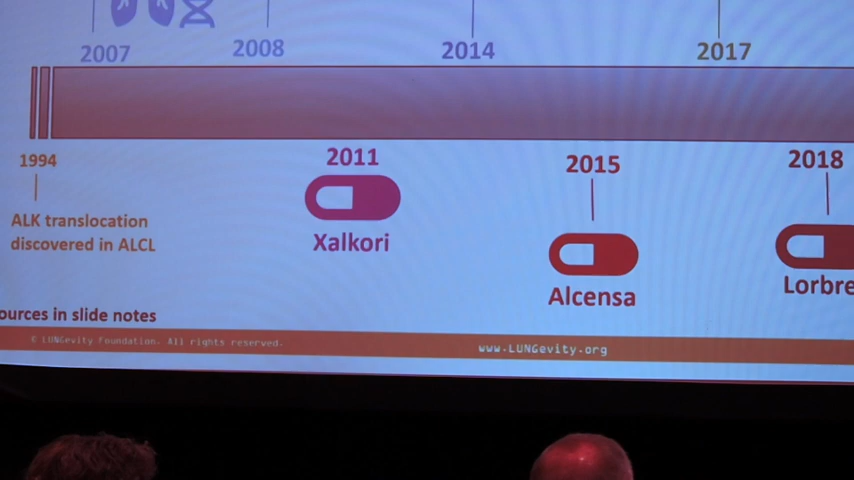 2007
2008
2014
2017
1994
2011
2015
2018
ALK translocation
discovered in ALCL
Xalkori
Alcensa
Lorbre
ources in slide notes
© LUNGevity Foundation. All rights reserved.
www.LUNGevity.org